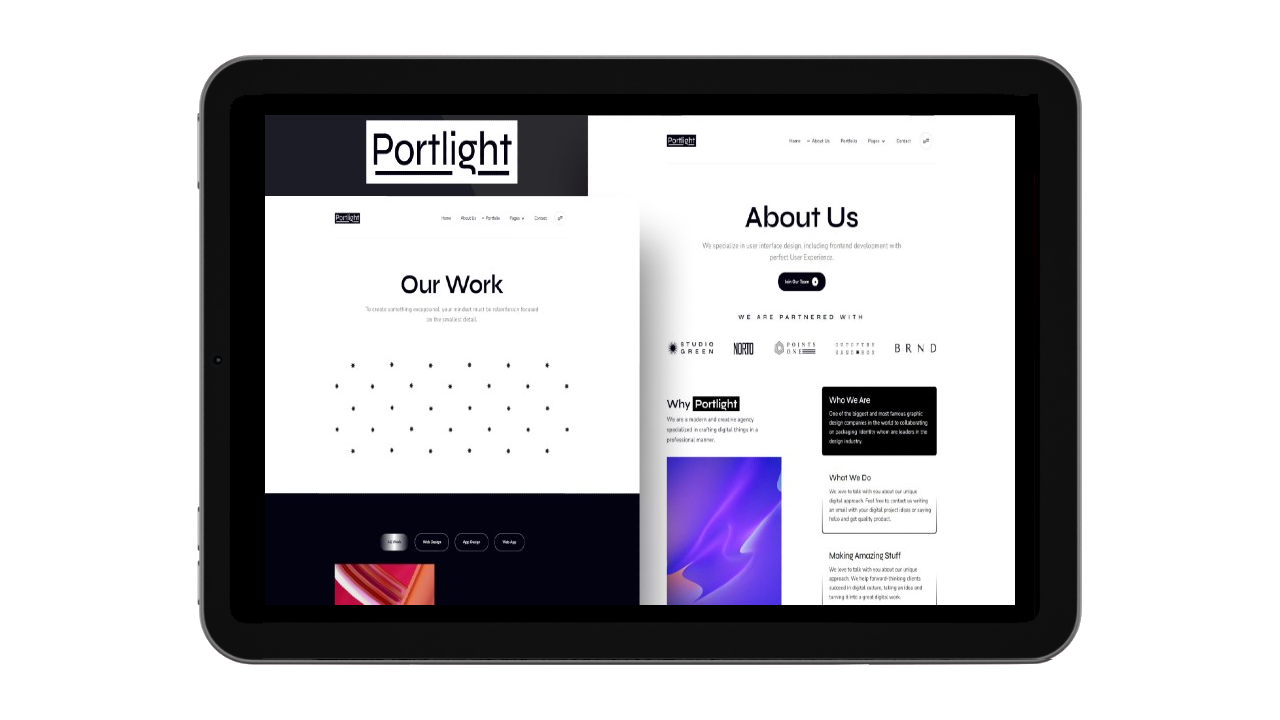 Portlight
Portlight
Home About Us Portfolio Pages Contact
Our Work
To create something exceptional, your mindset must be relentlessly focused
on the smallest detail.
All Works Web Design App Design Web App
Portlight
Home About Us Portfolio Pages Contact
About Us
We specialize in user interface design, including frontend development with
perfect User Experience.
Join Our Team
WE ARE PARTNERED WITH
STUDIO
GREEN
NORTO
POINTS
ONE
OUTOFTHE
SANDBOX
BRND
Why Portlight
We are a modern and creative agency
specialized in crafting digital things in a
professional manner.
Who We Are
One of the biggest and most famous graphic
design companies in the world to collaborating
on packaging identity whom are leaders in the
design industry.
What We Do
We love to talk with you about our unique
digital approach. Feel free to contact us writing
an email with your digital project ideas or saving
hello and get quality product.
Making Amazing Stuff
We love to talk with you about our unique
approach. We help forward-thinking clients
succeed in digital culture, taking an idea and
turning it into a great digital work.